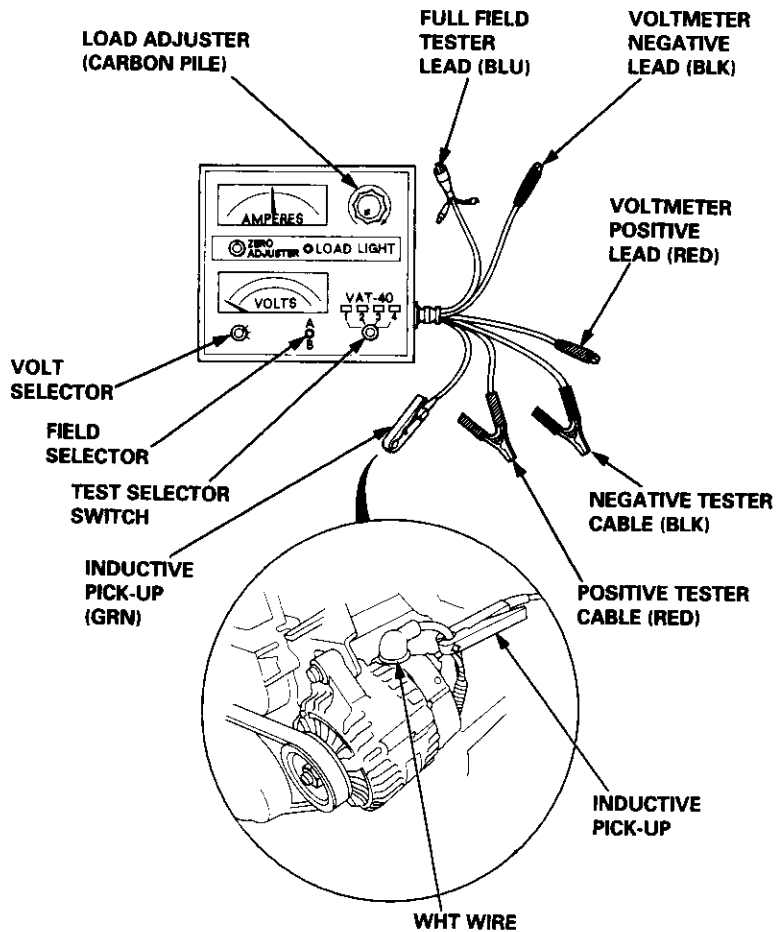 LOAD ADJUSTER
(CARBON PILE)
FULL FIELD
TESTER
LEAD (BLU)
VOLTMETER
NEGATIVE
LEAD (BLK)
AMPERES
ZERO
ADJUSTER
LOAD LIGHT
VOLTS
VAT-40
1 2 3 4
A
B
VOLTMETER
POSITIVE
LEAD (RED)
VOLT
SELECTOR
FIELD
SELECTOR
TEST SELECTOR
SWITCH
INDUCTIVE
PICK-UP
(GRN)
NEGATIVE TESTER
CABLE (BLK)
POSITIVE TESTER
CABLE (RED)
INDUCTIVE
PICK-UP
WHT WIRE